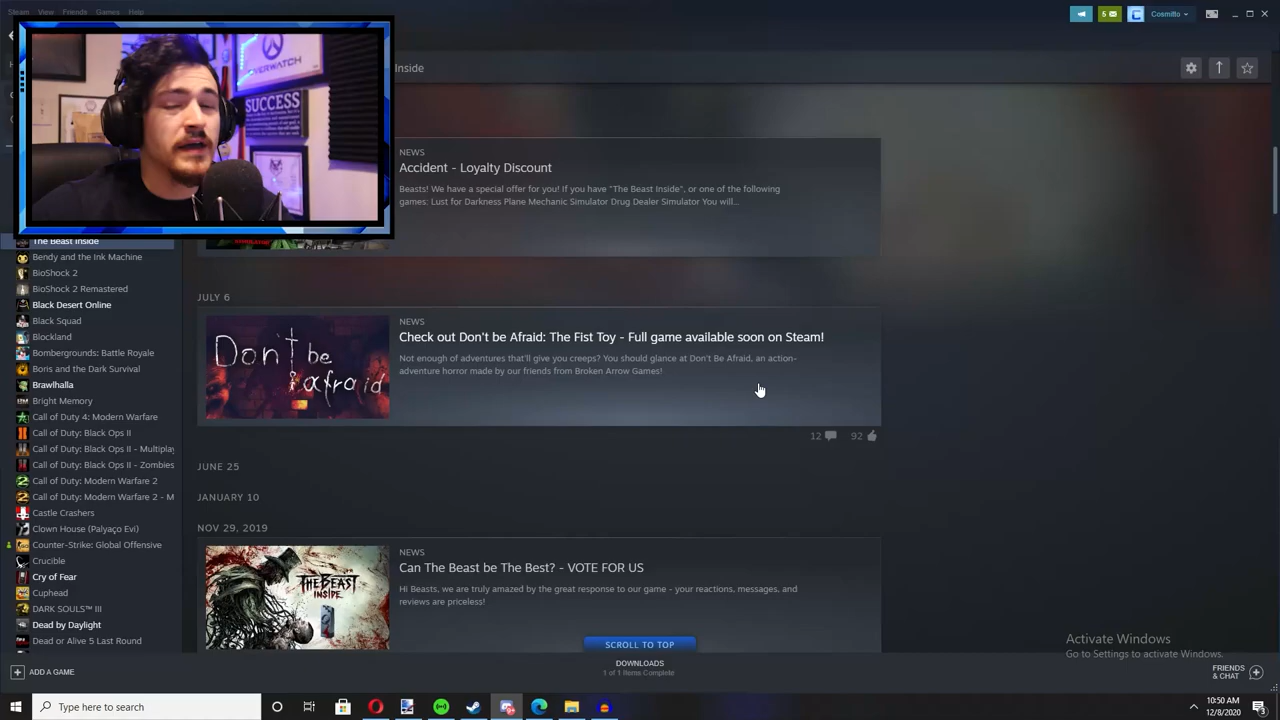 Steam View Friends Games Help
5
Cosmillo
Inside
OVERWATCH
SUCCESS
NEWS
Accident - Loyalty Discount
Beasts! We have a special offer for you! If you have "The Beast Inside", or one of the following
games: Lust for Darkness Plane Mechanic Simulator Drug Dealer Simulator You will...
The Beast Inside
Bendy and the Ink Machine
BioShock 2
BioShock 2 Remastered
Black Desert Online
Black Squad
Blockland
Bombergrounds: Battle Royale
Boris and the Dark Survival
Brawlhalla
Bright Memory
Call of Duty 4: Modern Warfare
Call of Duty: Black Ops II
Call of Duty: Black Ops II - Multiplay
Call of Duty: Black Ops II - Zombies
Call of Duty: Modern Warfare 2
Call of Duty: Modern Warfare 2 - M
Castle Crashers
Clown House (Palyaço Evi)
Counter-Strike: Global Offensive
Crucible
Cry of Fear
Cuphead
DARK SOULS™ III
Dead by Daylight
Dead or Alive 5 Last Round
JULY 6
Don't be afraid
NEWS
Check out Don't be Afraid: The Fist Toy - Full game available soon on Steam!
Not enough of adventures that'll give you creeps? You should glance at Don't Be Afraid, an action-
adventure horror made by our friends from Broken Arrow Games!
12 92
JUNE 25
JANUARY 10
NOV 29, 2019
THE BEAST INSIDE
NEWS
Can The Beast be The Best? - VOTE FOR US
Hi Beasts, we are truly amazed by the great response to our game - your reactions, messages, and
reviews are priceless!
SCROLL TO TOP
Activate Windows
Go to Settings to activate Windows.
ADD A GAME
DOWNLOADS
1 of 1 Items Complete
FRIENDS
& CHAT
Type here to search
10:50 AM
12/8/2020